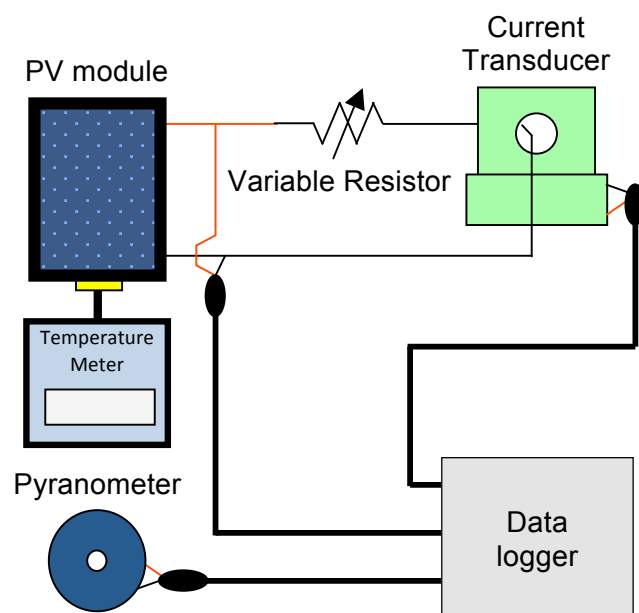 Current
Transducer
PV module
Variable Resistor
Temperature
Meter
Pyranometer
Data
logger